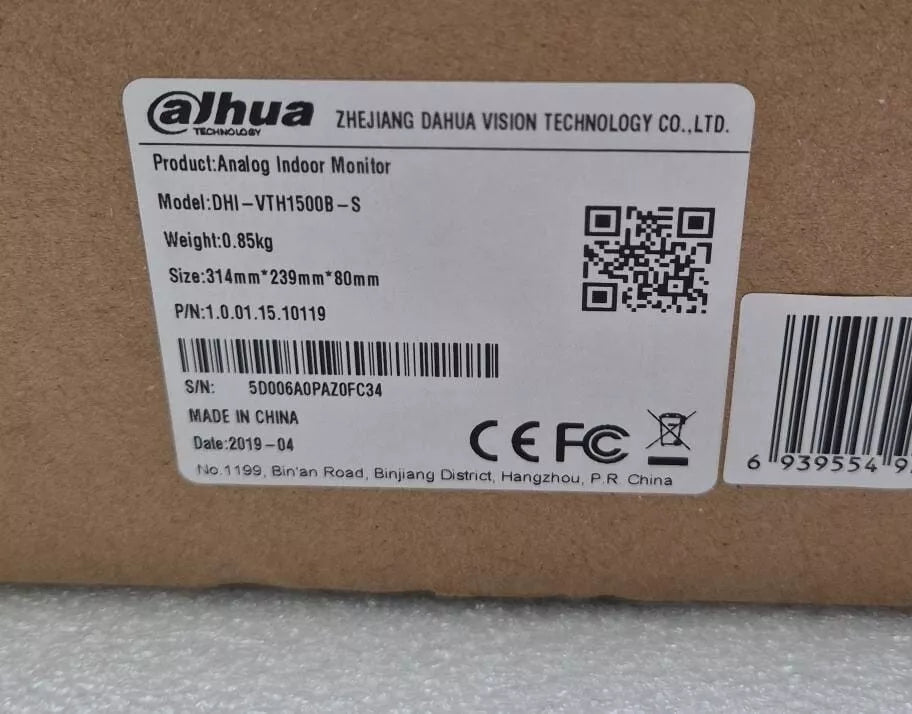 alhua
TECHNOLOGY
ZHEJIANG DAHUA VISION TECHNOLOGY CO.,LTD.
Product:Analog Indoor Monitor
Model:DHI-VTH1500B-S
Weight:0.85kg
Size:314mm*239mm*80mm
P/N:1.0.01.15.10119
S/N: 5D006A0PAZ0FC34
MADE IN CHINA
Date:2019-04
CE FC
No.1199, Bin'an Road, Binjiang District, Hangzhou, P.R. China
6 939554 9